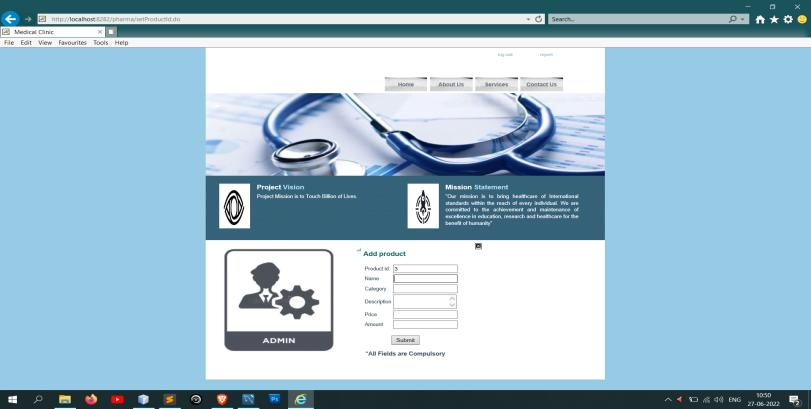 http://localhost:8282/pharma/setProductId.do
Search...
Medical Clinic
File Edit View Favourites Tools Help
log out report
Home About Us Services Contact Us
Project Vision
Project Mission is to Touch Billion of Lives.
Mission Statement
"Our mission is to bring healthcare of International
standards within the reach of every individual. We are
committed to the achievement and maintenance of
excellence in education, research and healthcare for the
benefit of humanity"
Add product
Product Id: 3
Name
Category
Description
Price
Amount
Submit
ADMIN
*All Fields are Compulsory
Ps
ENG
10:50
27-06-2022